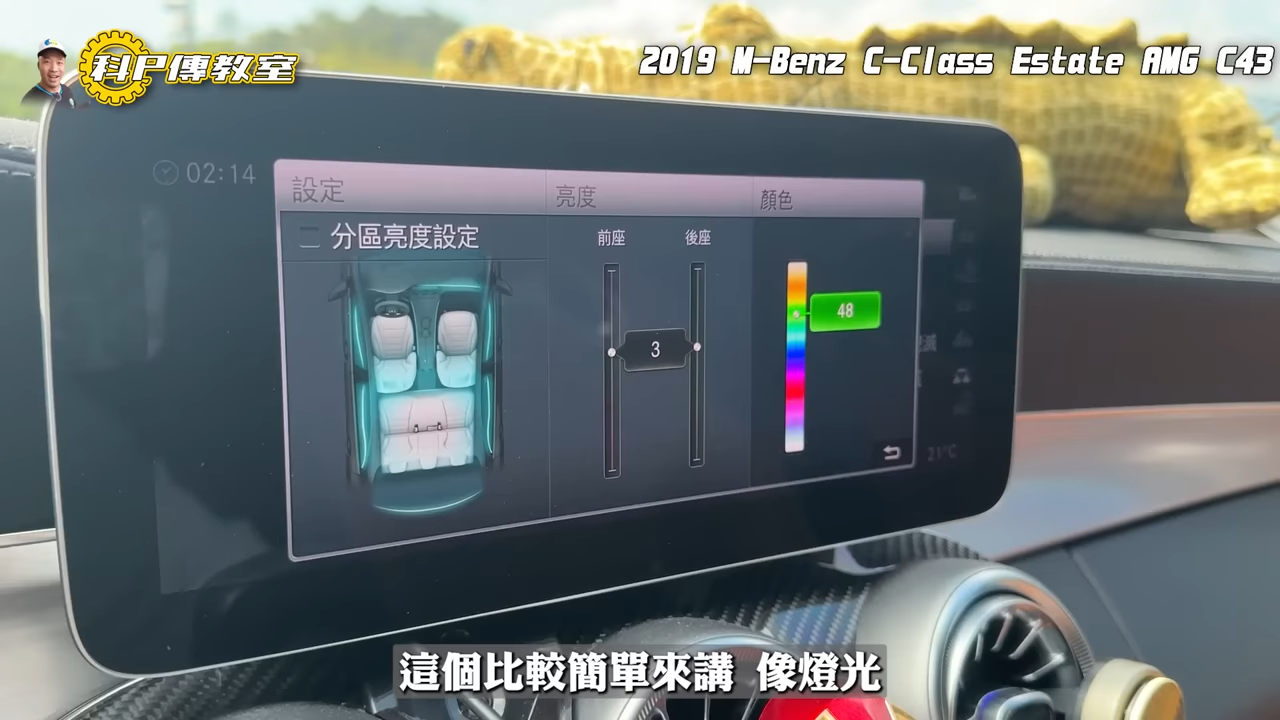 科P傳教室
2019 M-Benz C-Class Estate AMG C43
02:14
設定
亮度
顏色
分區亮度設定
前座
後座
3
48
21°C
這個比較簡單來講 像燈光